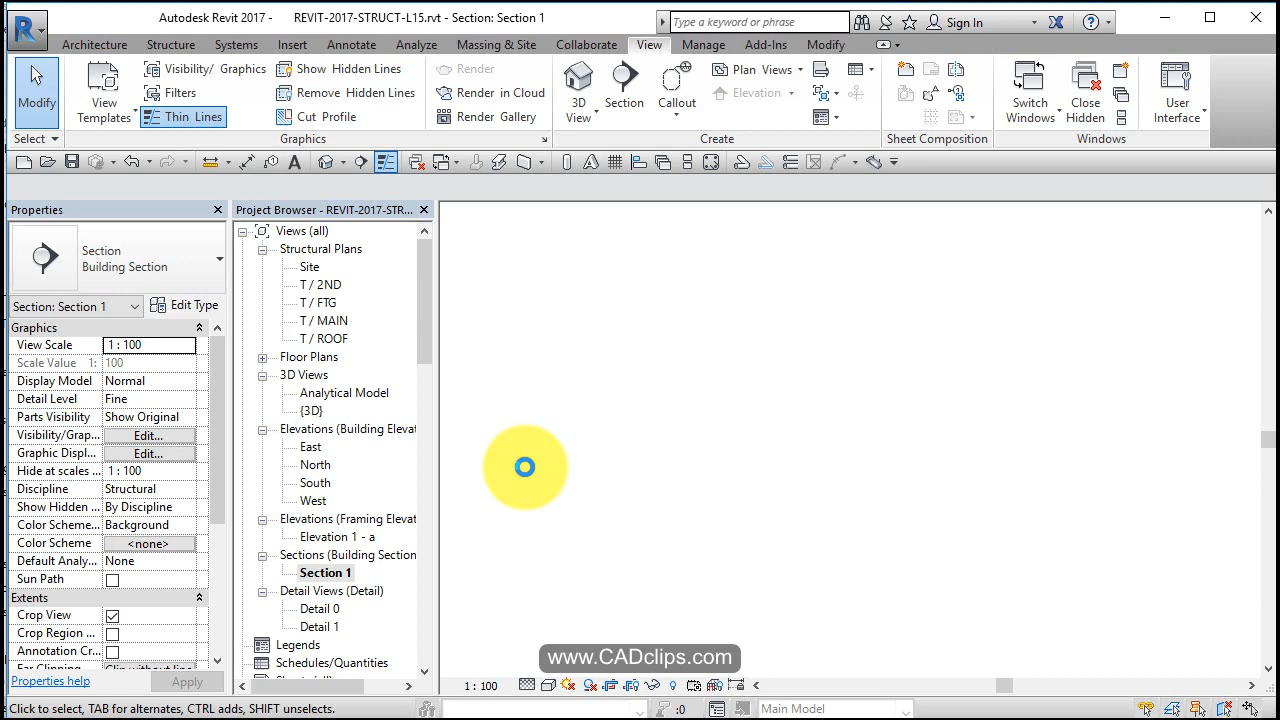 Autodesk Revit 2017 - REVIT-2017-STRUCT-L15.rvt - Section: Section 1
Type a keyword or phrase
Sign In
Architecture Structure Systems Insert Annotate Analyze Massing & Site Collaborate View Manage Add-Ins Modify
Modify
View Templates
Visibility/ Graphics
Filters
Thin Lines
Show Hidden Lines
Remove Hidden Lines
Cut Profile
Render
Render in Cloud
Render Gallery
3D View
Section
Callout
Plan Views
Elevation
Switch Windows
Close Hidden
User Interface
Select Graphics Create Sheet Composition Windows
Properties
Section
Building Section
Section: Section 1 Edit Type
Graphics
View Scale 1 : 100
Scale Value 1: 100
Display Model Normal
Detail Level Fine
Parts Visibility Show Original
Visibility/Grap... Edit...
Graphic Displ... Edit...
Hide at scales ... 1 : 100
Discipline Structural
Show Hidden ... By Discipline
Color Scheme... Background
Color Scheme <none>
Default Analy... None
Sun Path
Extents
Crop View
Crop Region ...
Annotation Cr...
Properties help Apply
Project Browser - REVIT-2017-STR...
Views (all)
Structural Plans
Site
T / 2ND
T / FTG
T / MAIN
T / ROOF
Floor Plans
3D Views
Analytical Model
{3D}
Elevations (Building Elevat
East
North
South
West
Elevations (Framing Elevat
Elevation 1 - a
Sections (Building Section
Section 1
Detail Views (Detail)
Detail 0
Detail 1
Legends
Schedules/Quantities
www.CADclips.com
1 : 100
Click to select, TAB for alternates, CTRL adds, SHIFT unselects.
:0
Main Model